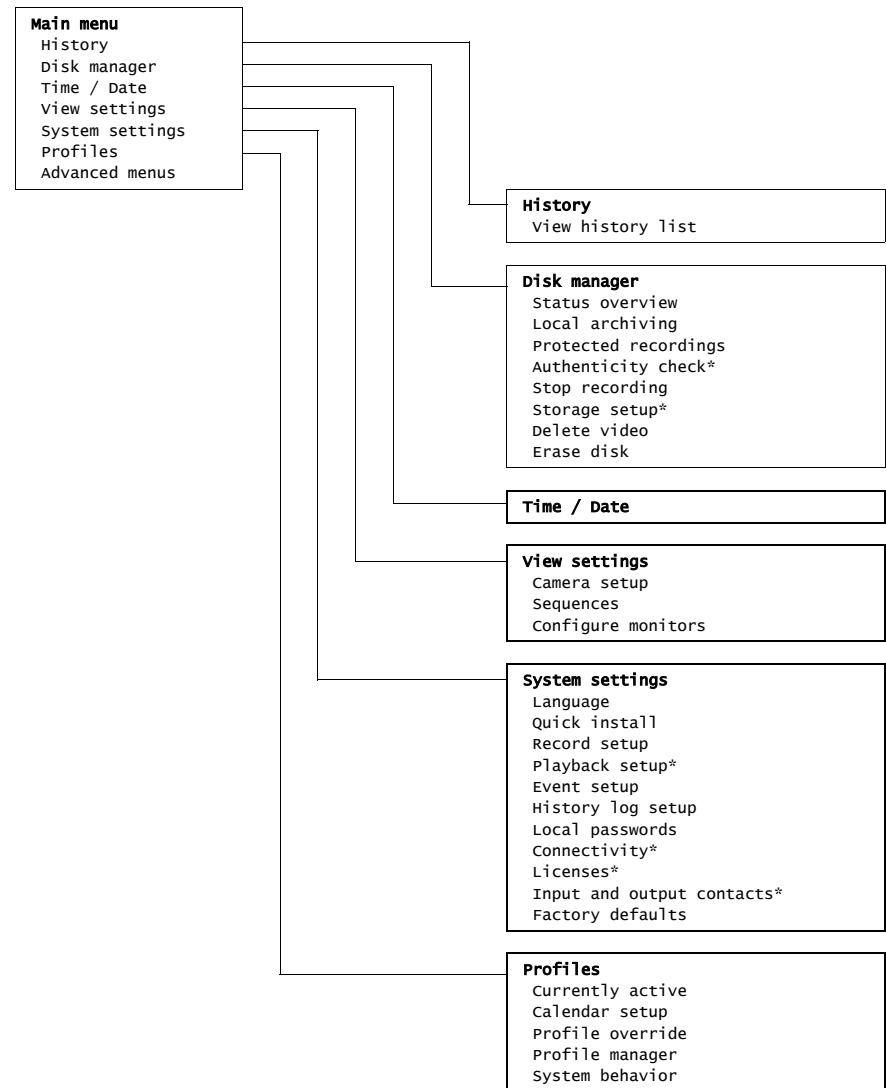 Main menu
History
Disk manager
Time / Date
View settings
System settings
Profiles
Advanced menus
History
View history list
Disk manager
Status overview
Local archiving
Protected recordings
Authenticity check*
Stop recording
Storage setup*
Delete video
Erase disk
Time / Date
View settings
Camera setup
Sequences
Configure monitors
System settings
Language
Quick install
Record setup
Playback setup*
Event setup
History log setup
Local passwords
Connectivity*
Licenses*
Input and output contacts*
Factory defaults
Profiles
Currently active
Calendar setup
Profile override
Profile manager
System behavior